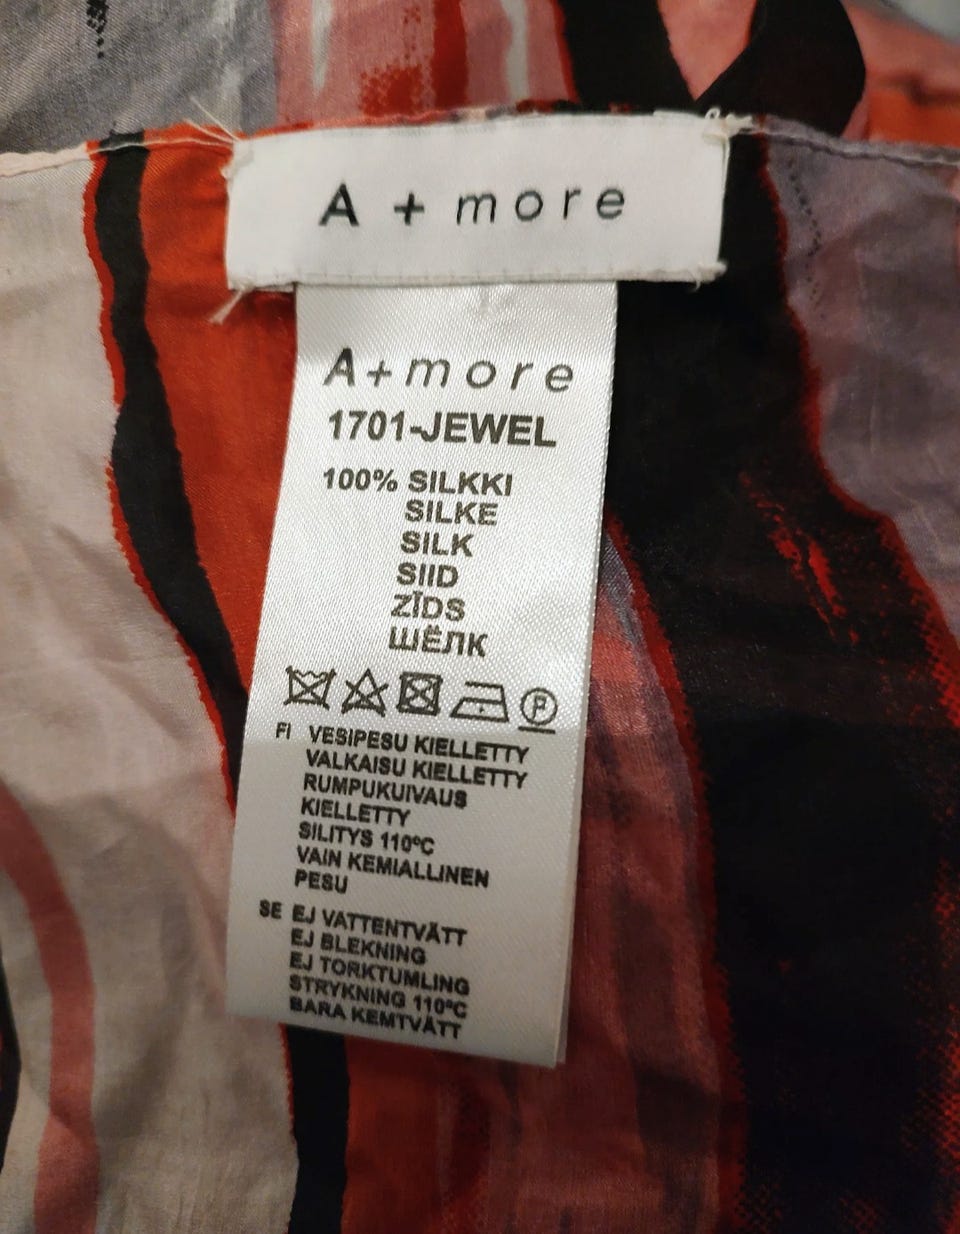 A + more
A+more
1701-JEWEL
100% SILKKI
SILKE
SILK
SIID
ZĪDS
ШЁЛК
P
FI VESIPESU KIELLETTY
VALKAISU KIELLETTY
RUMPUKUIVAUS
KIELLETTY
SILITYS 110ºC
VAIN KEMIALLINEN
PESU
SE EJ VATTENTVÄTT
EJ BLEKNING
EJ TORKTUMLING
STRYKNING 110ºC
BARA KEMTVÄTT